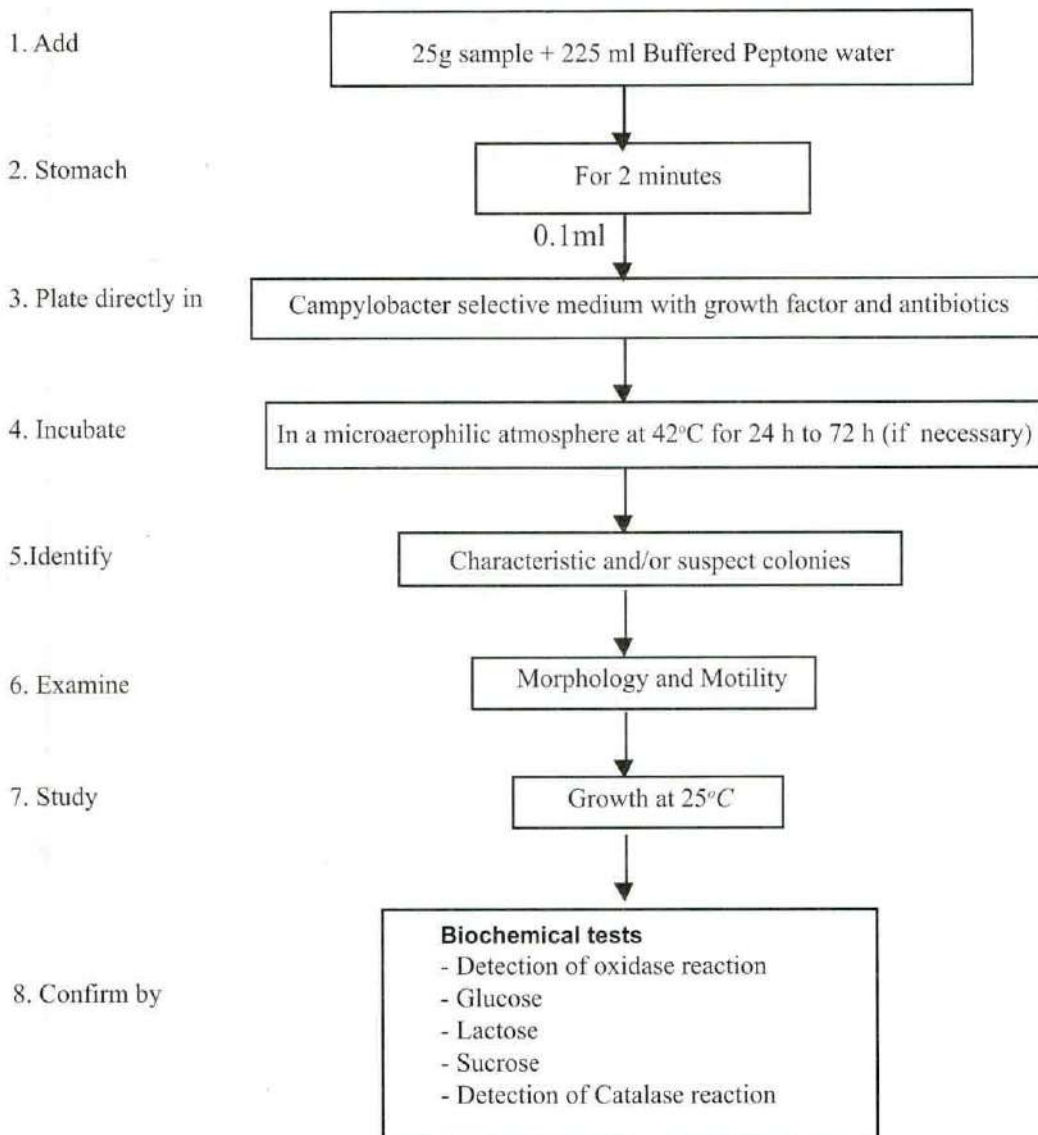 1. Add
25g sample + 225 ml Buffered Peptone water
2. Stomach
For 2 minutes
0.1ml
3. Plate directly in
Campylobacter selective medium with growth factor and antibiotics
4. Incubate
In a microaerophilic atmosphere at 42°C for 24 h to 72 h (if necessary)
5.Identify
Characteristic and/or suspect colonies
6. Examine
Morphology and Motility
7. Study
Growth at 25°C
8. Confirm by
Biochemical tests
- Detection of oxidase reaction
- Glucose
- Lactose
- Sucrose
- Detection of Catalase reaction